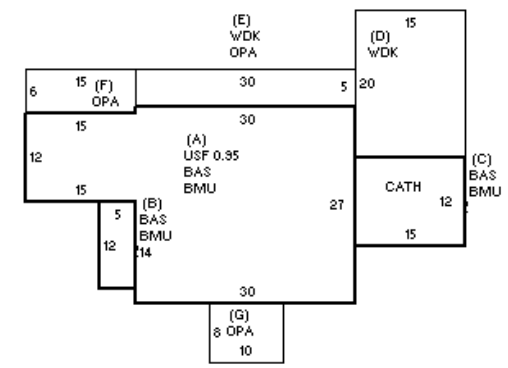 (E)
WDK
OPA
15
(D)
WDK
15
(F)
OPA
6
30
5
20
15
30
(A)
USF 0.95
BAS
BMU
12
(C)
BAS
BMU
CATH
12
15
27
(B)
BAS
BMU
14
5
12
15
30
(G)
OPA
8
10